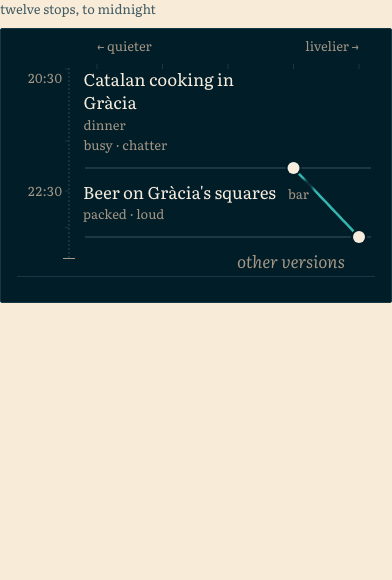 twelve stops, to midnight
← quieter livelier →
20:30 Catalan cooking in
Gràcia
dinner
busy · chatter
22:30 Beer on Gràcia's squares bar
packed · loud
other versions